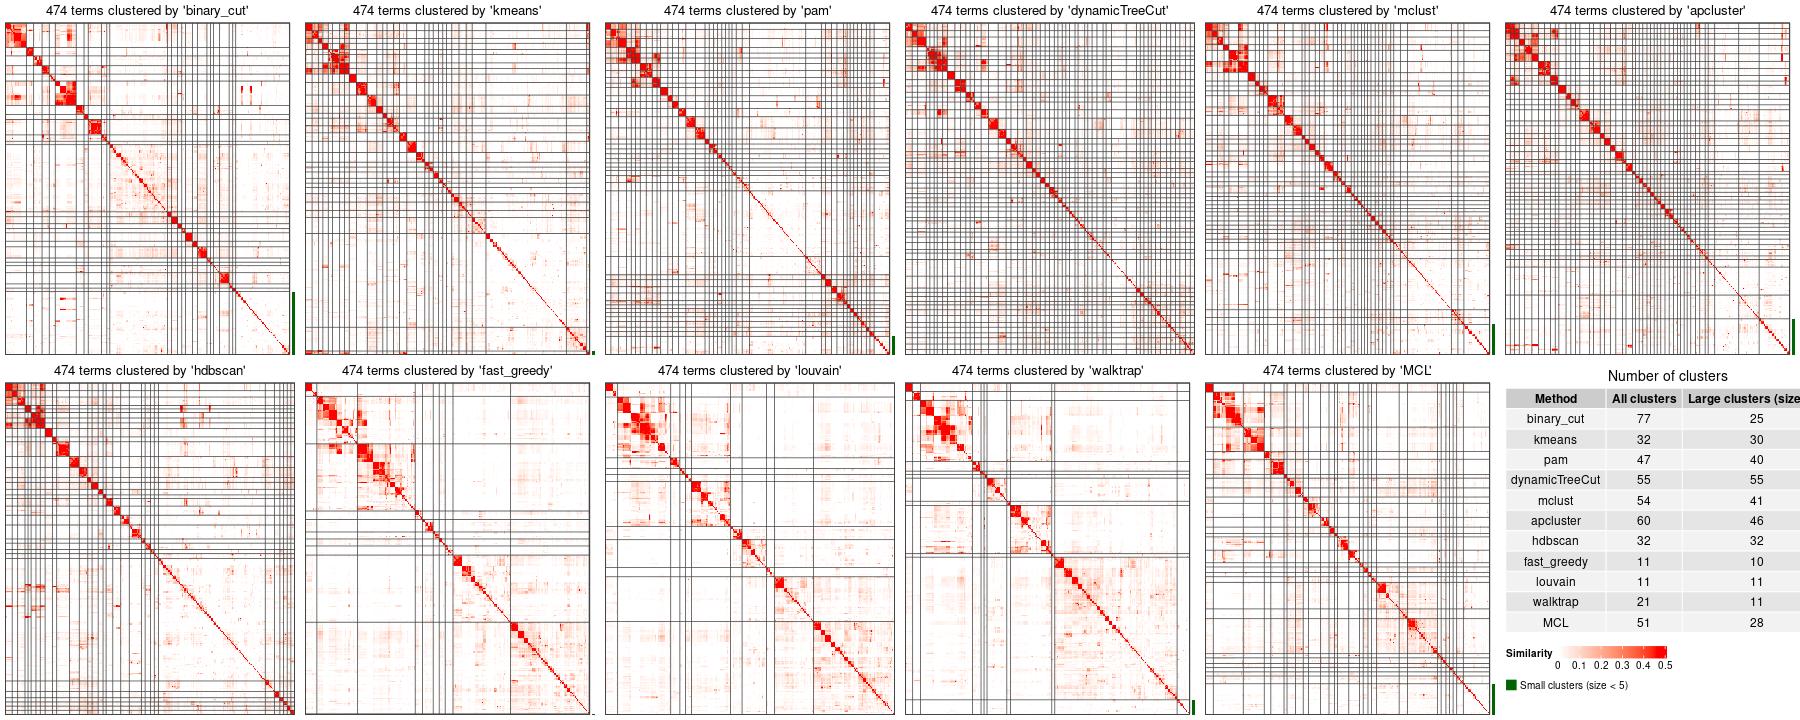 474 terms clustered by 'binary_cut'
474 terms clustered by 'kmeans'
474 terms clustered by 'pam'
474 terms clustered by 'dynamicTreeCut'
474 terms clustered by 'mclust'
474 terms clustered by 'apcluster'
474 terms clustered by 'hdbscan'
474 terms clustered by 'fast_greedy'
474 terms clustered by 'louvain'
474 terms clustered by 'walktrap'
474 terms clustered by 'MCL'
Number of clusters
Method All clusters Large clusters (size
binary_cut 77 25
kmeans 32 30
pam 47 40
dynamicTreeCut 55 55
mclust 54 41
apcluster 60 46
hdbscan 32 32
fast_greedy 11 10
louvain 11 11
walktrap 21 11
MCL 51 28
Similarity
0 0.1 0.2 0.3 0.4 0.5
Small clusters (size < 5)